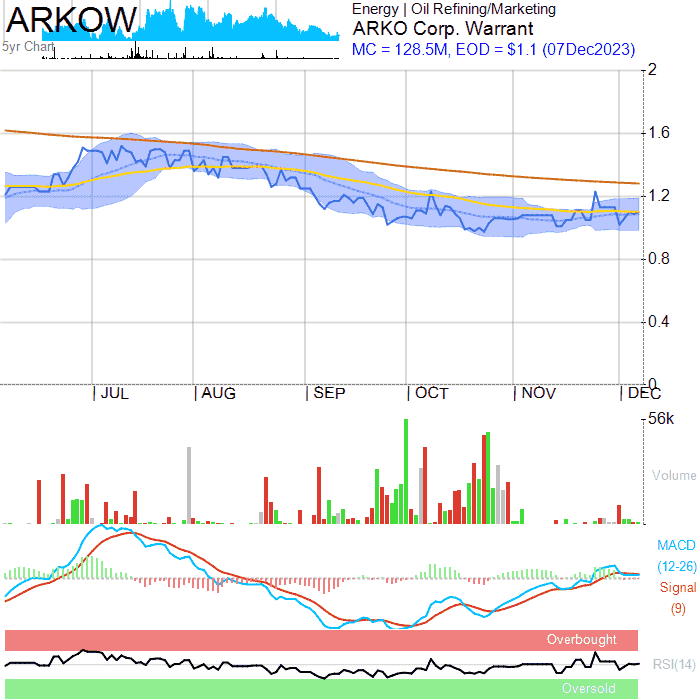 ARKOW
5yr Chart
Energy | Oil Refining/Marketing
ARKO Corp. Warrant
MC = 128.5M, EOD = $1.1 (07Dec2023)
2
1.6
1.2
0.8
0.4
0
JUL AUG SEP OCT NOV DEC
56k
Volume
MACD
(12-26)
Signal
(9)
Overbought
RSI(14)
Oversold